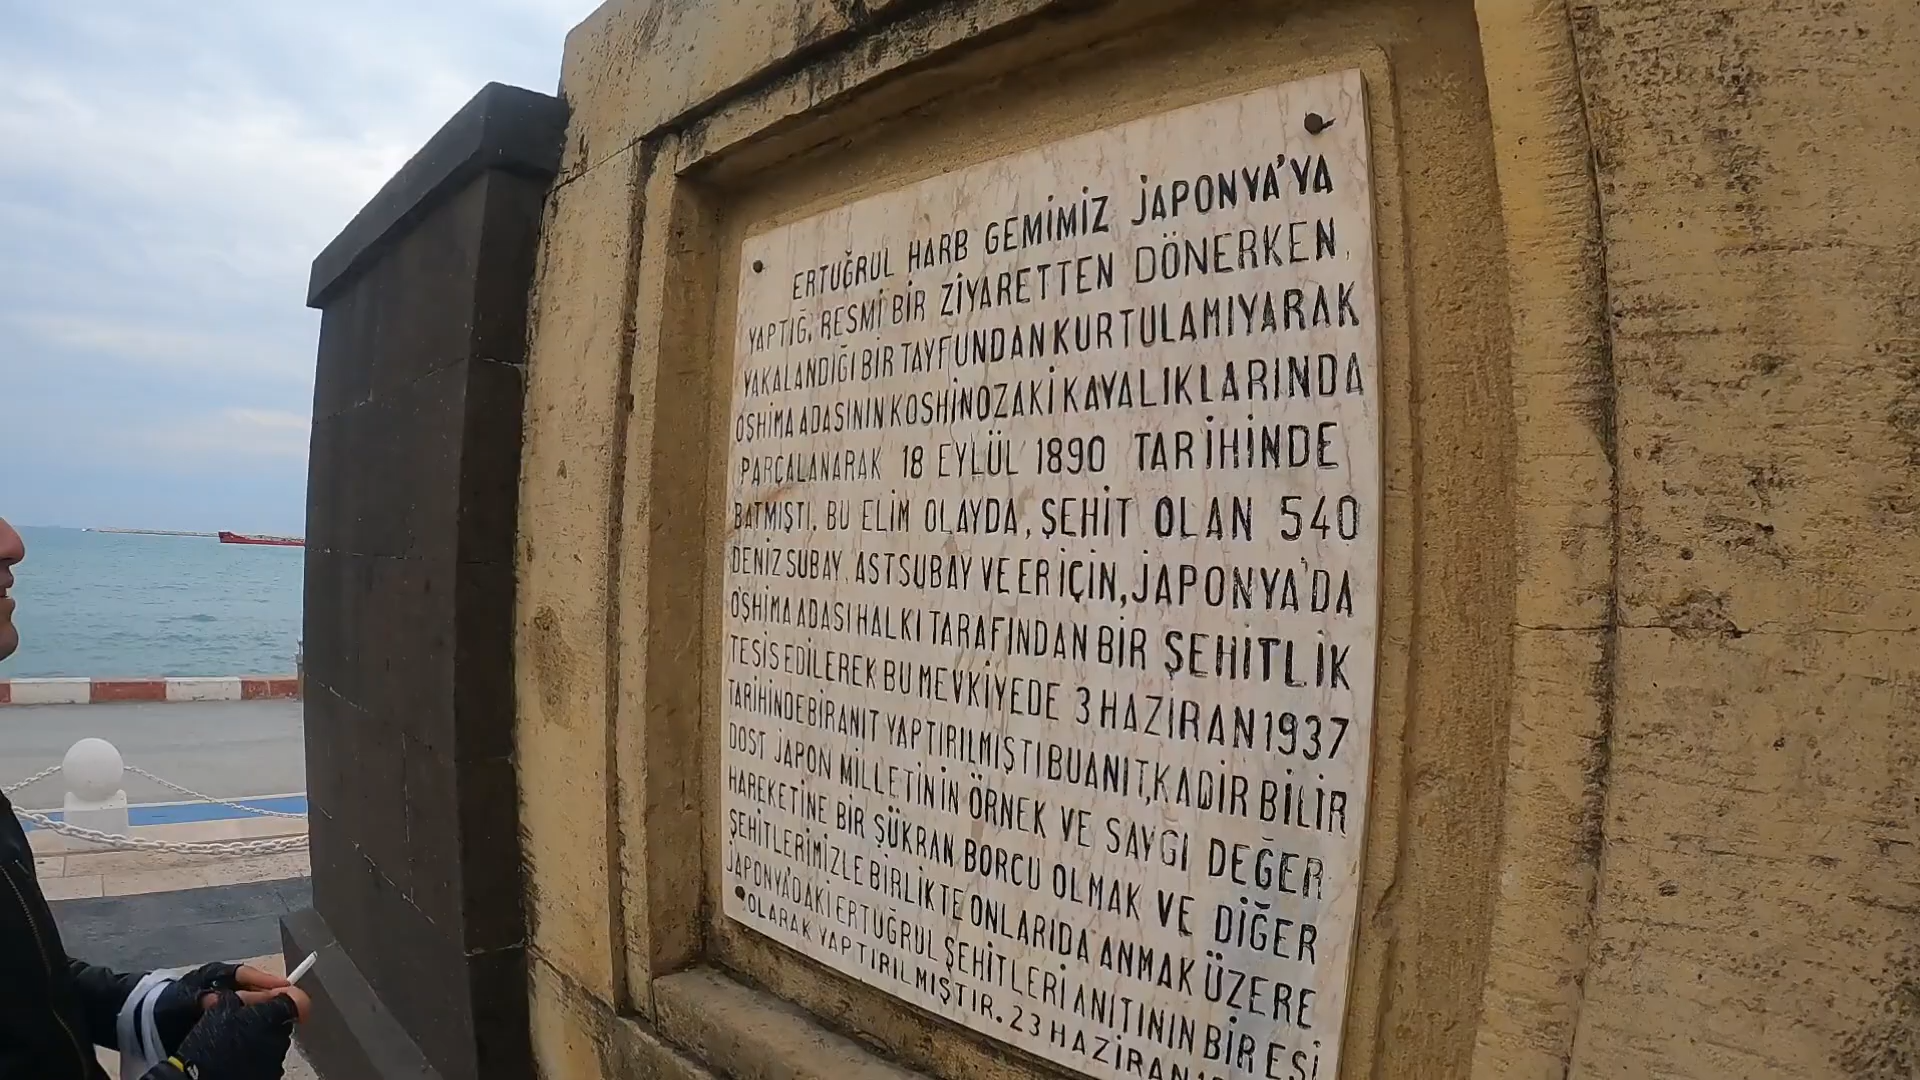 ERTUĞRUL HARB GEMİMİZ JAPONYA'YA
YAPTIĞI RESMİ BİR ZİYARETTEN DÖNERKEN,
YAKALANDIĞI BİR TAYFUNDAN KURTULAMIYARAK
OSHİMA ADASININ KOSHİNOZAKİ KAYALIKLARINDA
PARÇALANARAK 18 EYLÜL 1890 TARİHİNDE
BATMIŞTI. BU ELİM OLAYDA, ŞEHİT OLAN 540
DENİZ SUBAY, ASTSUBAY VE ER İÇİN, JAPONYA'DA
OSHİMA ADASI HALKI TARAFINDAN BİR ŞEHİTLİK
TESİS EDİLEREK BU MEVKİYEDE 3 HAZİRAN 1937
TARİHİNDE BİR ANIT YAPTIRILMIŞTI BU ANIT, KADİR BİLİR
DOST JAPON MİLLETİNİN ÖRNEK VE SAYGI DEĞER
HAREKETİNE BİR ŞÜKRAN BORCU OLMAK VE DİĞER
ŞEHİTLERİMİZLE BİRLİKTE ONLARIDA ANMAK ÜZERE
JAPONYA'DAKİ ERTUĞRUL ŞEHİTLERİ ANITININ BİR EŞİ
OLARAK YAPTIRILMIŞTIR. 23 HAZİRAN